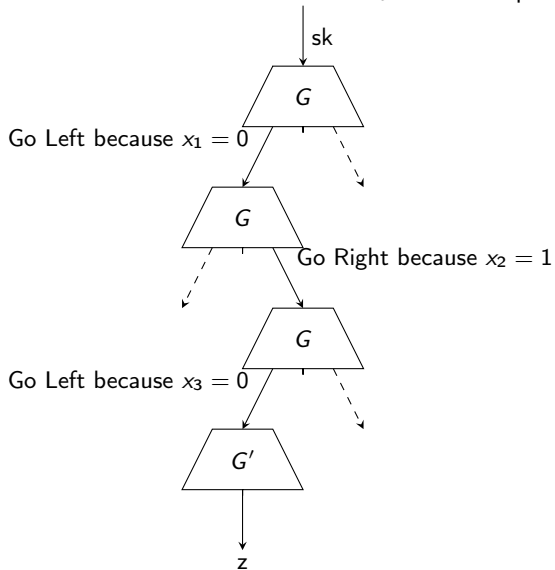 sk
G
Go Left because x₁ = 0
G
Go Right because x₂ = 1
G
Go Left because x₃ = 0
G′
z